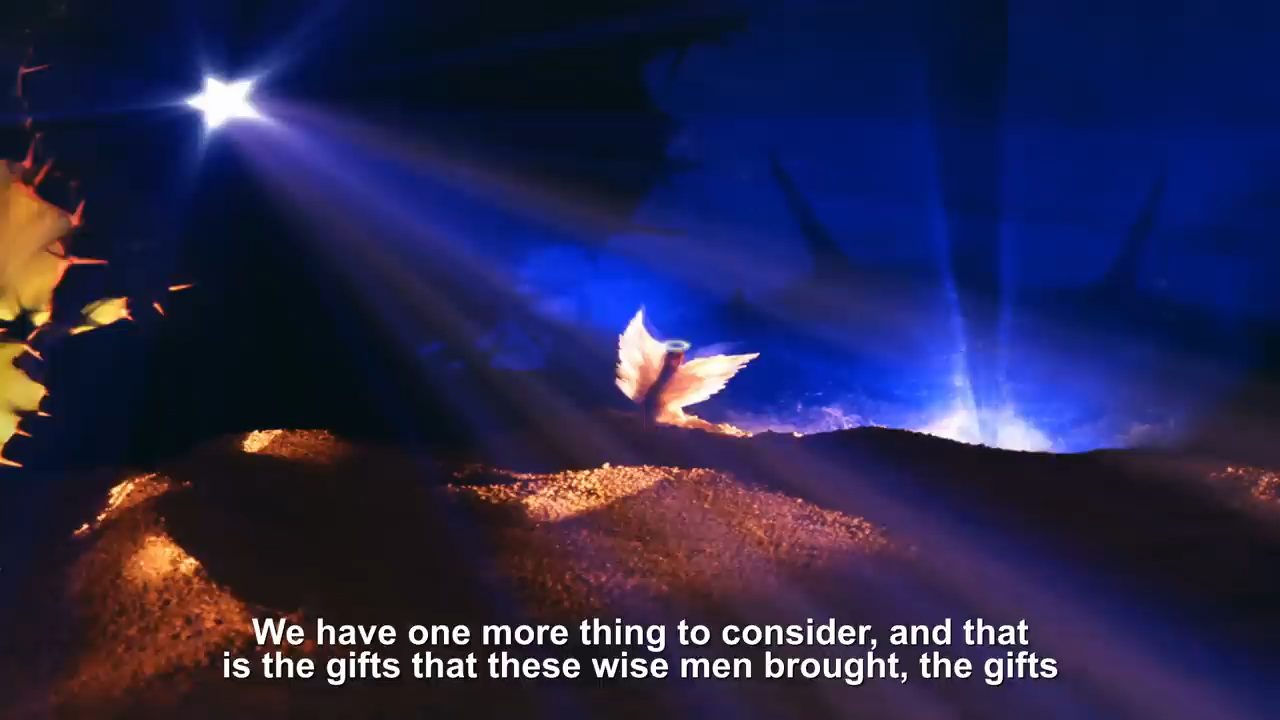 We have one more thing to consider, and that
is the gifts that these wise men brought, the gifts